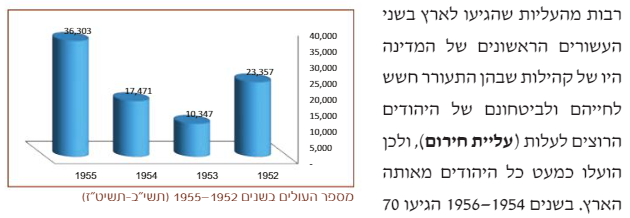 רבות מהעליות שהגיעו לארץ בשני
העשורים הראשונים של המדינה
היו של קהילות שבהן התעורר חשש
לחייהם ולביטחונם של היהודים
הרוצים לעלות (עליית חירום), ולכן
הועלו כמעט כל היהודים מאותה
הארץ. בשנים 1954–1956 הגיעו 70
40,000
35,000
30,000
25,000
20,000
15,000
10,000
5,000
-
23,357
10,347
17,471
36,303
1952
1953
1954
1955
מספר העולים בשנים 1952–1955 (תשי"ב-תשיט"ז)